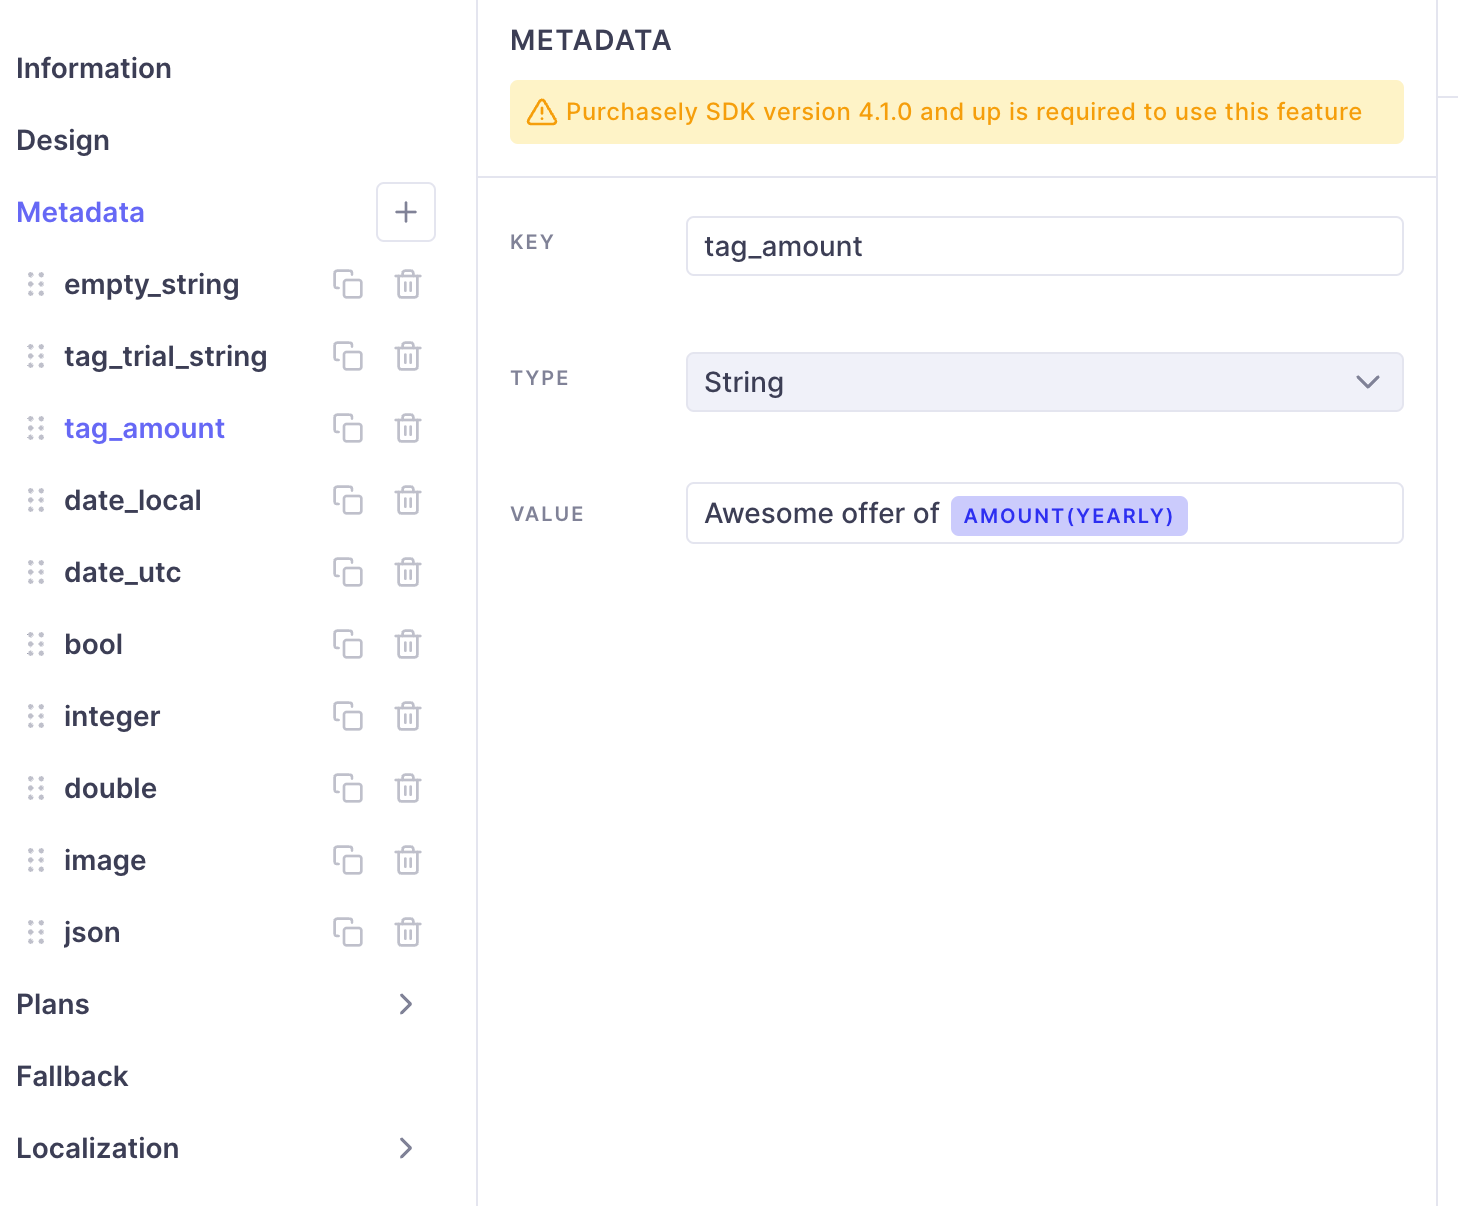 Information
Design
Metadata
empty_string
tag_trial_string
tag_amount
date_local
date_utc
bool
integer
double
image
json
Plans
Fallback
Localization
METADATA
Purchasely SDK version 4.1.0 and up is required to use this feature
KEY
tag_amount
TYPE
String
VALUE
Awesome offer of AMOUNT(YEARLY)